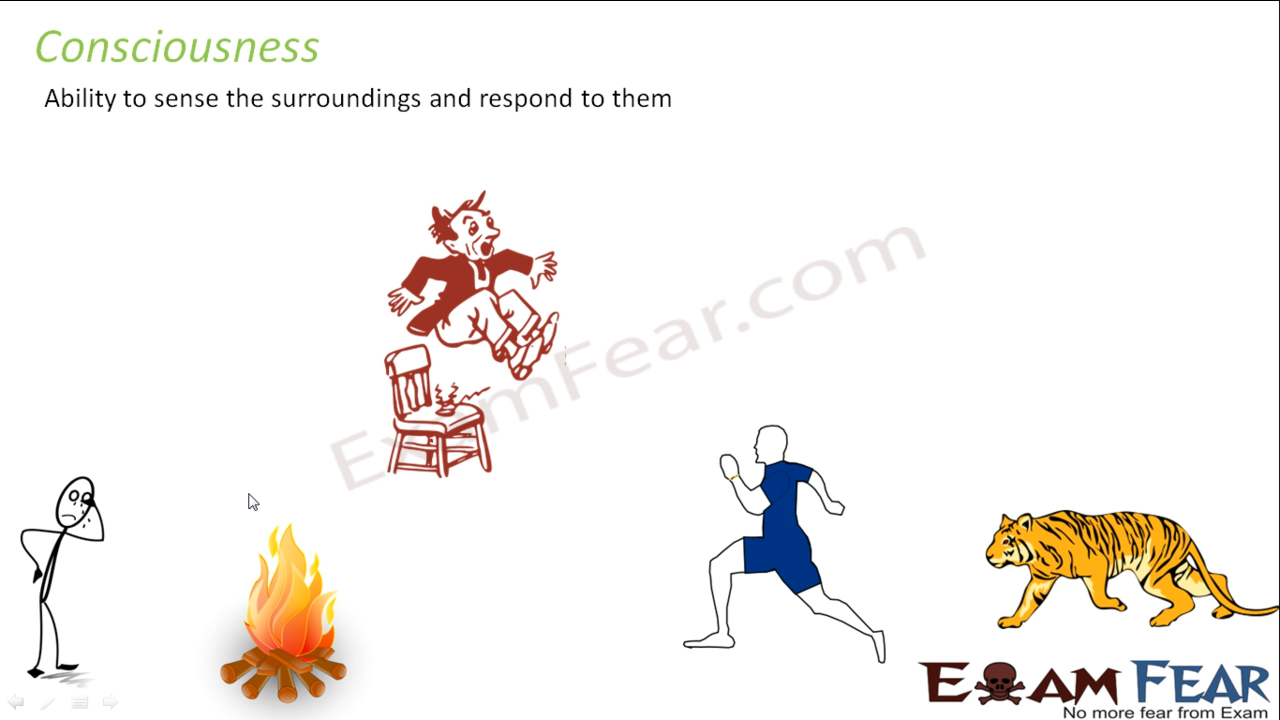 Consciousness
Ability to sense the surroundings and respond to them
ExamFear.com
EXAM FEAR
No more fear from Exam